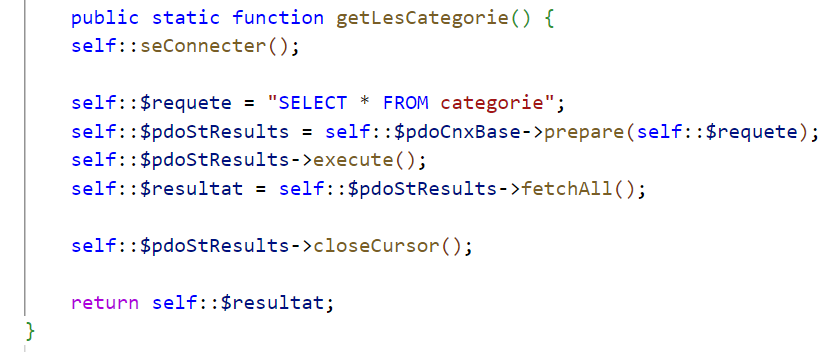 public static function getLesCategorie() {
self::seConnecter();
self::$requete = "SELECT * FROM categorie";
self::$pdoStResults = self::$pdoCnxBase->prepare(self::$requete);
self::$pdoStResults->execute();
self::$resultat = self::$pdoStResults->fetchAll();
self::$pdoStResults->closeCursor();
return self::$resultat;
}